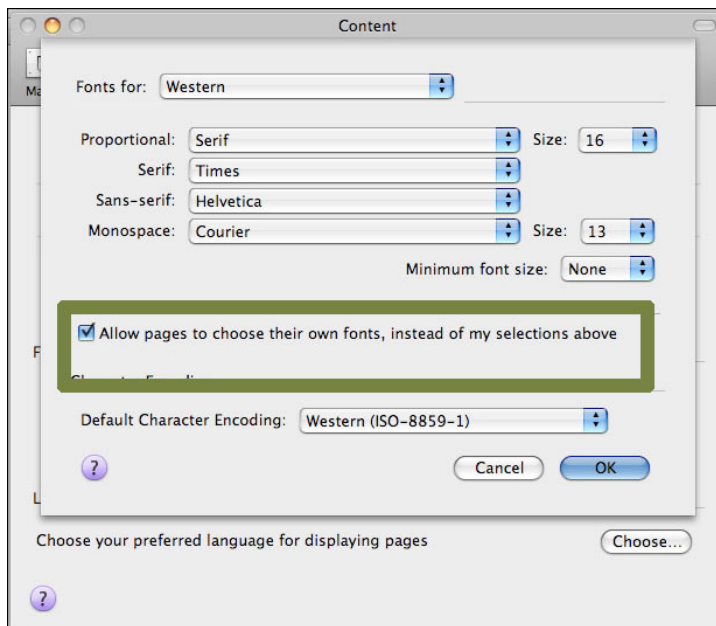 Content
Ma
Fonts for: Western
Proportional: Serif Size: 16
Serif: Times
Sans-serif: Helvetica
Monospace: Courier Size: 13
Minimum font size: None
Allow pages to choose their own fonts, instead of my selections above
F
Default Character Encoding: Western (ISO-8859-1)
? Cancel OK
L
Choose your preferred language for displaying pages Choose...
?